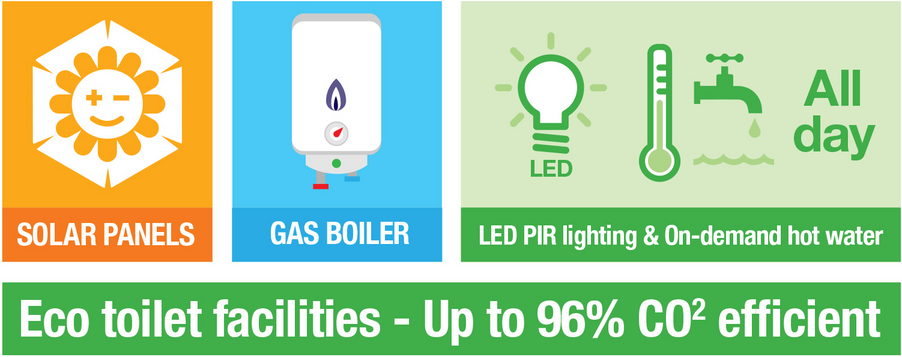 LED
All
day
SOLAR PANELS
GAS BOILER
LED PIR lighting & On-demand hot water
Eco toilet facilities - Up to 96% CO² efficient